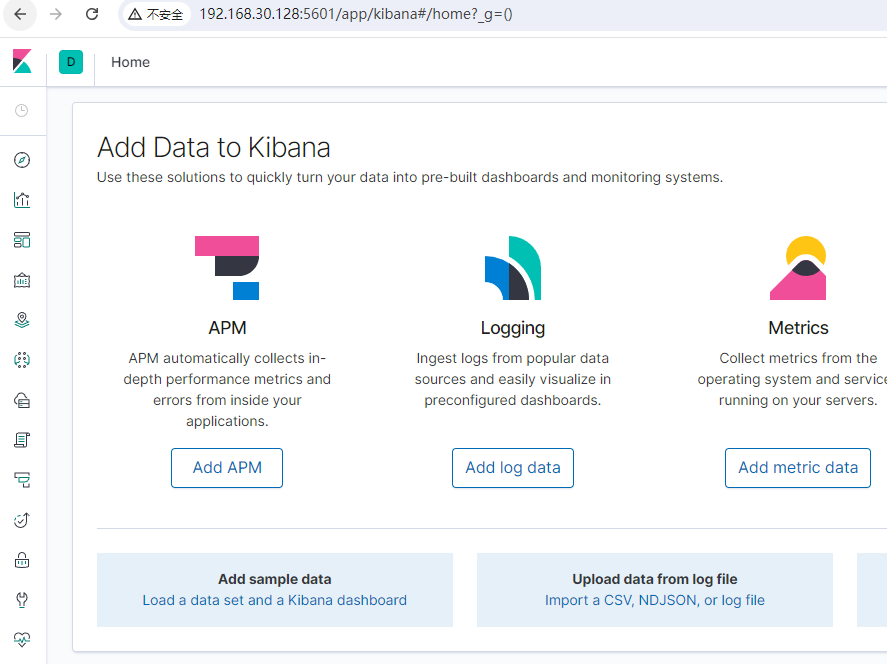 不安全
192.168.30.128:5601/app/kibana#/home?_g=()
D
Home
Add Data to Kibana
Use these solutions to quickly turn your data into pre-built dashboards and monitoring systems.
APM
APM automatically collects in-
depth performance metrics and
errors from inside your
applications.
Add APM
Logging
Ingest logs from popular data
sources and easily visualize in
preconfigured dashboards.
Add log data
Metrics
Collect metrics from the
operating system and service
running on your servers.
Add metric data
Add sample data
Load a data set and a Kibana dashboard
Upload data from log file
Import a CSV, NDJSON, or log file